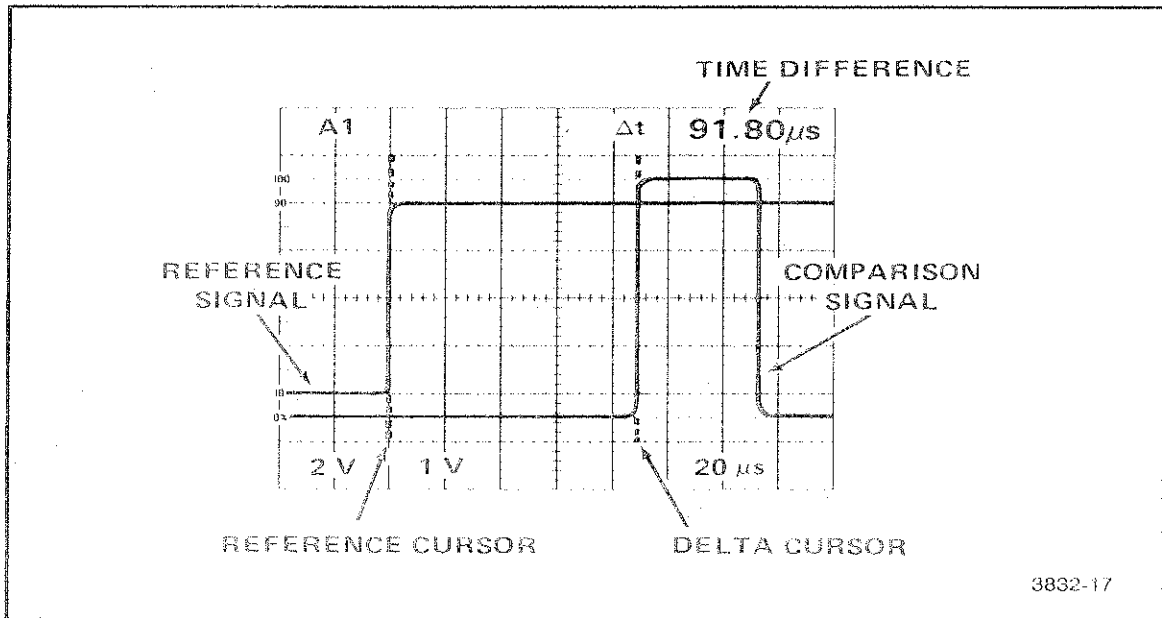 TIME DIFFERENCE
A1 Δt 91.80μs
100
90
REFERENCE
SIGNAL
COMPARISON
SIGNAL
10
0%
2 V 1 V 20 μs
REFERENCE CURSOR DELTA CURSOR
3832-17